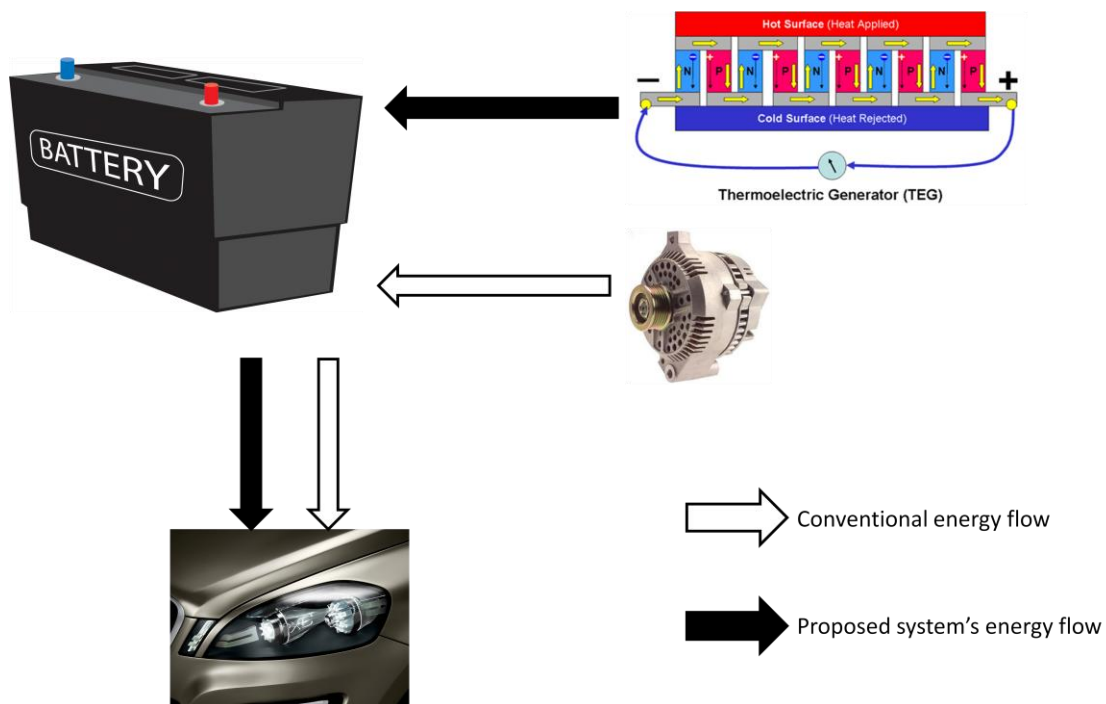 Hot Surface (Heat Applied)
N P N P N P N P N P
− +
Cold Surface (Heat Rejected)
Thermoelectric Generator (TEG)
BATTERY
Conventional energy flow
Proposed system's energy flow